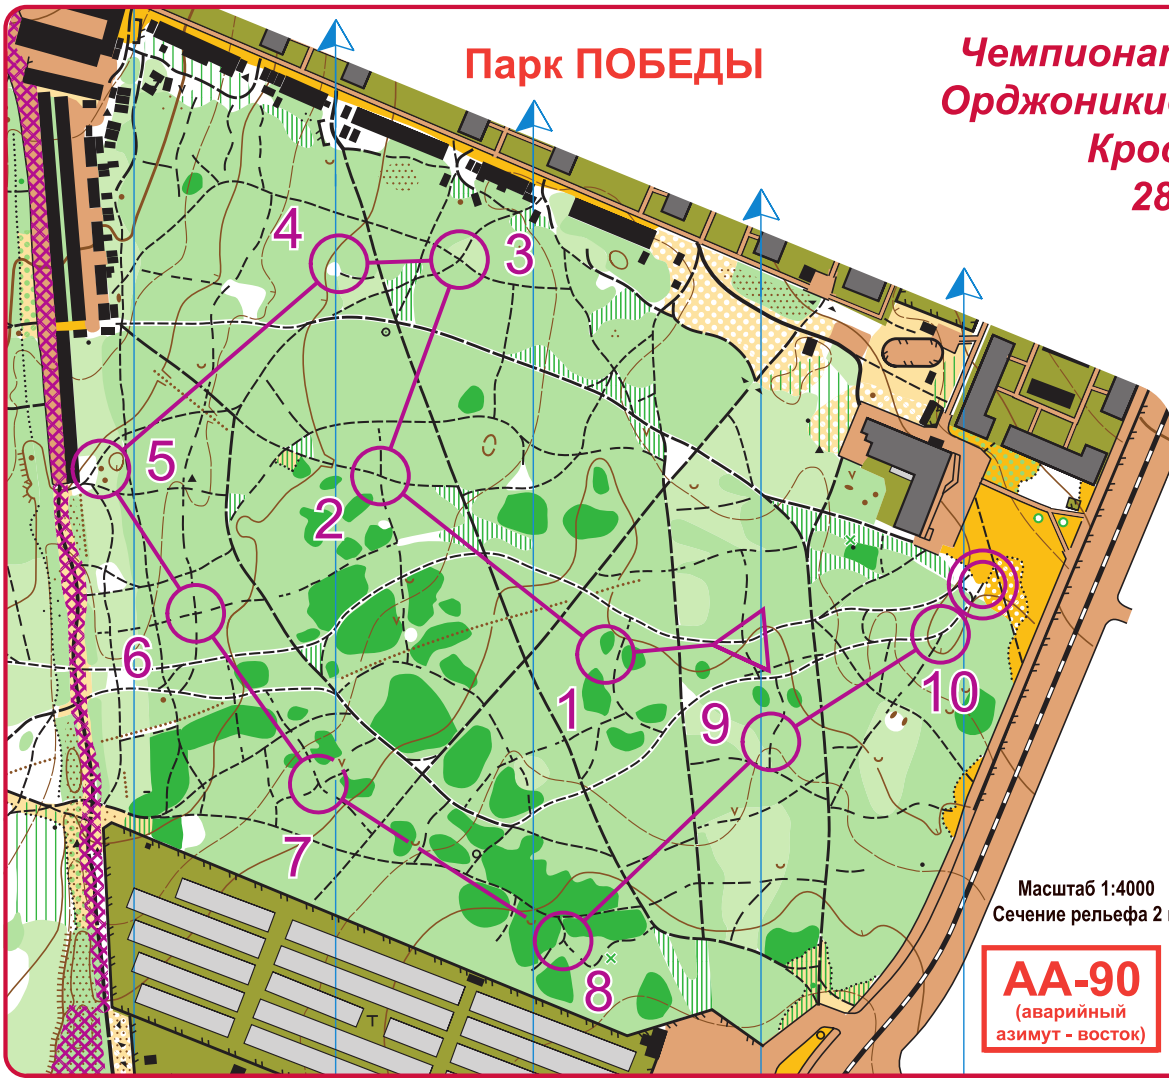 Парк ПОБЕДЫ
Чемпионат
Орджоники
Крос
28
4
3
5
2
6
1
9
10
7
8
Масштаб 1:4000
Сечение рельефа 2
АА-90
(аварийный
азимут - восток)
Т